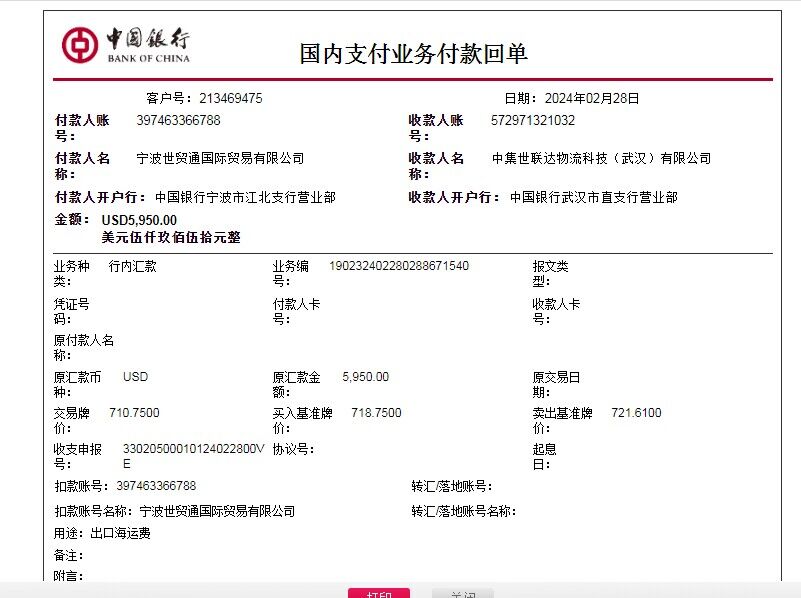 中国银行
BANK OF CHINA
国内支付业务付款回单
客户号：213469475
日期：2024年02月28日
付款人账号：397463366788
收款人账号：572971321032
付款人名称：宁波世贸通国际贸易有限公司
收款人名称：中集世联达物流科技（武汉）有限公司
付款人开户行：中国银行宁波市江北支行营业部
收款人开户行：中国银行武汉市直支行营业部
金额：USD5,950.00
美元伍仟玖佰伍拾元整
业务种类：行内汇款
业务编号：190232402280288671540
报文类型：
凭证号码：
付款人卡号：
收款人卡号：
原付款人名称：
原汇款币种：USD
原汇款金额：5,950.00
原交易日期：
交易牌价：710.7500
买入基准牌价：718.7500
卖出基准牌价：721.6100
收支申报号：33020500010124022800VE
协议号：
起息日：
扣款账号：397463366788
转汇/落地账号：
扣款账号名称：宁波世贸通国际贸易有限公司
转汇/落地账号名称：
用途：出口海运费
备注：
附言：
打印
关闭